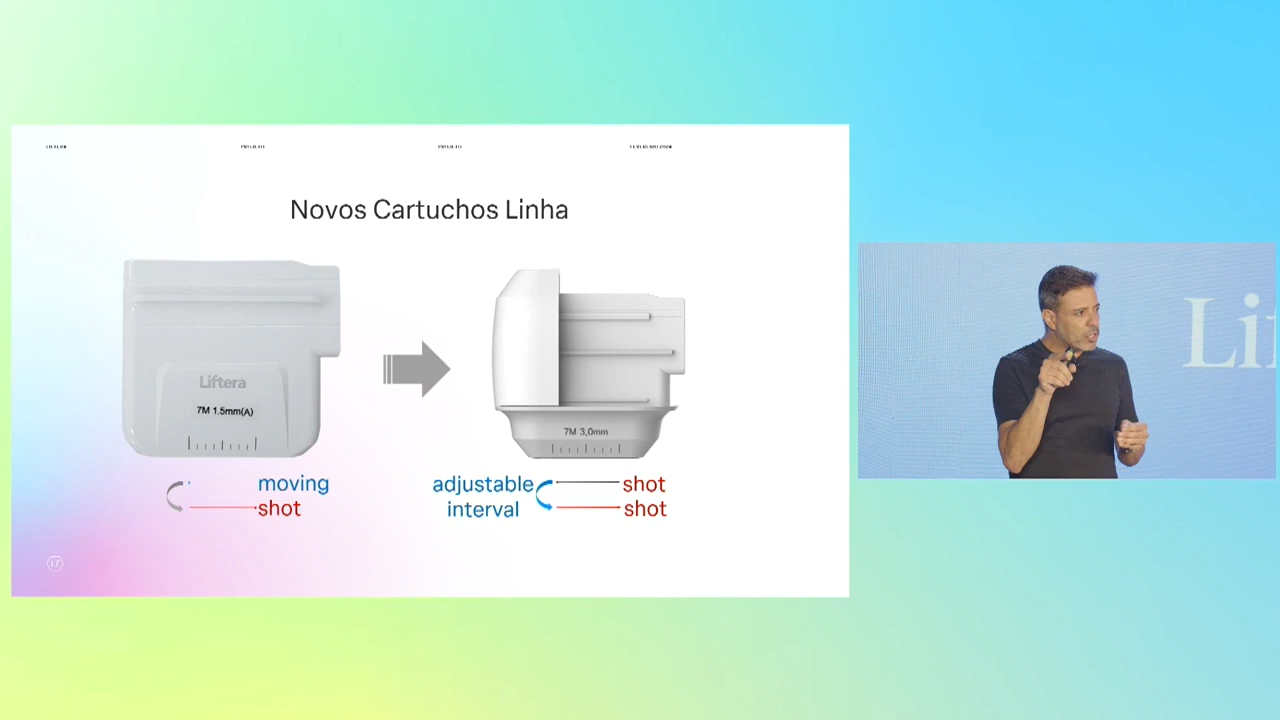 Novos Cartuchos Linha
Liftera
7M 1.5mm(A)
7M 3.0mm
moving
shot
adjustable
interval
shot
shot